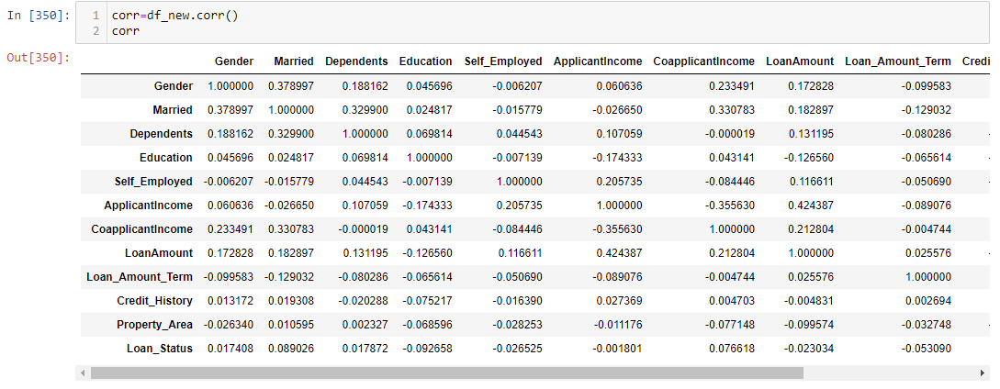 In [350]: 1 corr=df_new.corr()
2 corr
Out[350]:
Gender Married Dependents Education Self_Employed ApplicantIncome CoapplicantIncome LoanAmount Loan_Amount_Term Credi
Gender 1.000000 0.378997 0.188162 0.045696 -0.006207 0.060636 0.233491 0.172828 -0.099583
Married 0.378997 1.000000 0.329900 0.024817 -0.015779 -0.026650 0.330783 0.182897 -0.129032
Dependents 0.188162 0.329900 1.000000 0.069814 0.044543 0.107059 -0.000019 0.131195 -0.080286 -
Education 0.045696 0.024817 0.069814 1.000000 -0.007139 -0.174333 0.043141 -0.126560 -0.065614 -
Self_Employed -0.006207 -0.015779 0.044543 -0.007139 1.000000 0.205735 -0.084446 0.116611 -0.050690 -
ApplicantIncome 0.060636 -0.026650 0.107059 -0.174333 0.205735 1.000000 -0.355630 0.424387 -0.089076
CoapplicantIncome 0.233491 0.330783 -0.000019 0.043141 -0.084446 -0.355630 1.000000 0.212804 -0.004744
LoanAmount 0.172828 0.182897 0.131195 -0.126560 0.116611 0.424387 0.212804 1.000000 0.025576 -
Loan_Amount_Term -0.099583 -0.129032 -0.080286 -0.065614 -0.050690 -0.089076 -0.004744 0.025576 1.000000
Credit_History 0.013172 0.019308 -0.020288 -0.075217 -0.016390 0.027369 0.004703 -0.004831 0.002694
Property_Area -0.026340 0.010595 0.002327 -0.068596 -0.028253 -0.011176 -0.077148 -0.099574 -0.032748 -
Loan_Status 0.017408 0.089026 0.017872 -0.092658 -0.026525 -0.001801 0.076618 -0.023034 -0.053090